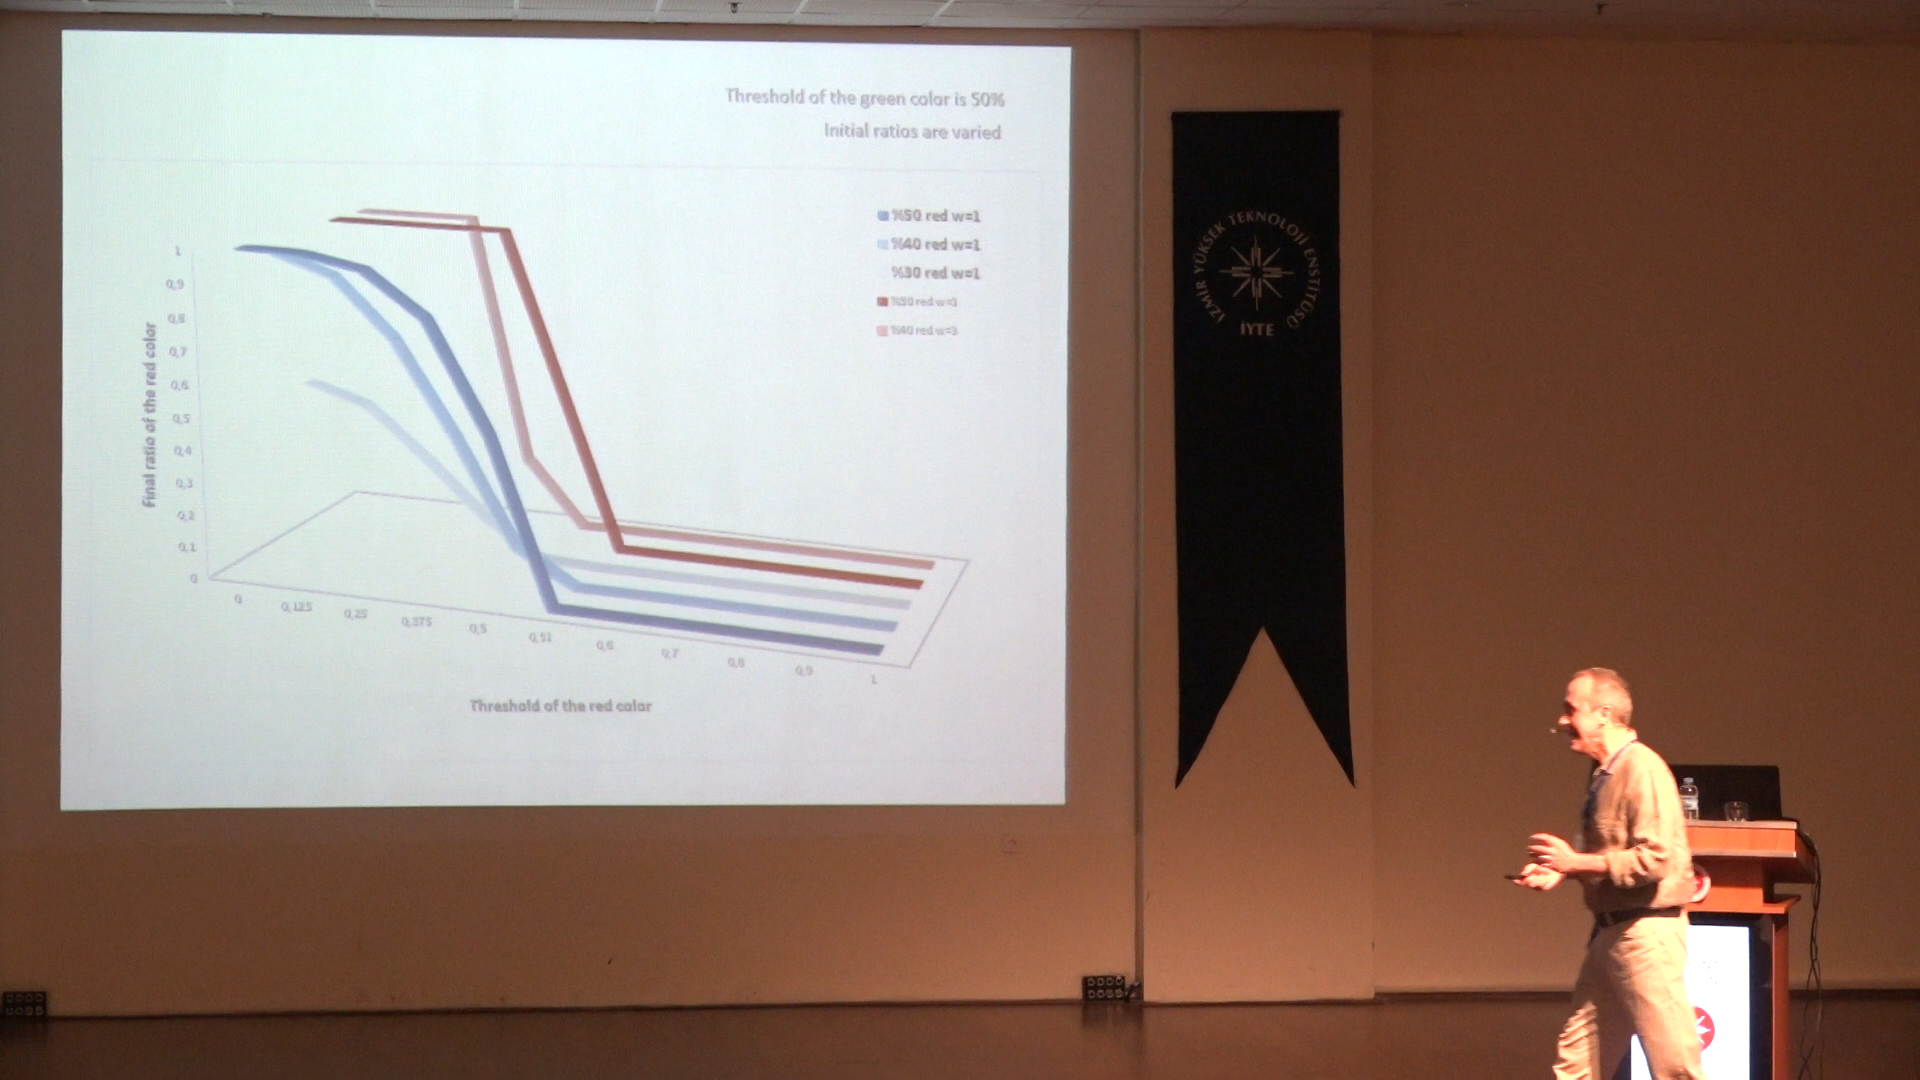 Threshold of the green color is 50%
Initial ratios are varied
%50 red w=1
%40 red w=1
%30 red w=1
%50 red w=3
%40 red w=3
Final ratio of the red color
1
0,9
0,8
0,7
0,6
0,5
0,4
0,3
0,2
0,1
0
0 0,125 0,25 0,375 0,5 0,51 0,6 0,7 0,8 0,9 1
Threshold of the red color
İZMİR YÜKSEK TEKNOLOJİ ENSTİTÜSÜ
İYTE